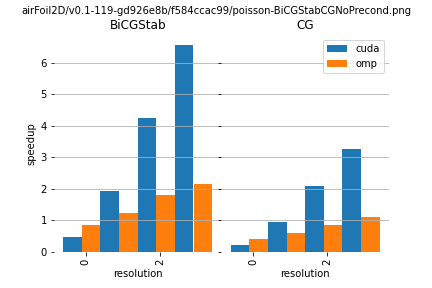 airFoil2D/v0.1-119-gd926e8b/f584ccac99/poisson-BiCGStabCGNoPrecond.png
BiCGStab
CG
cuda
omp
speedup
6
5
4
3
2
1
0
0
2
0
2
resolution
resolution